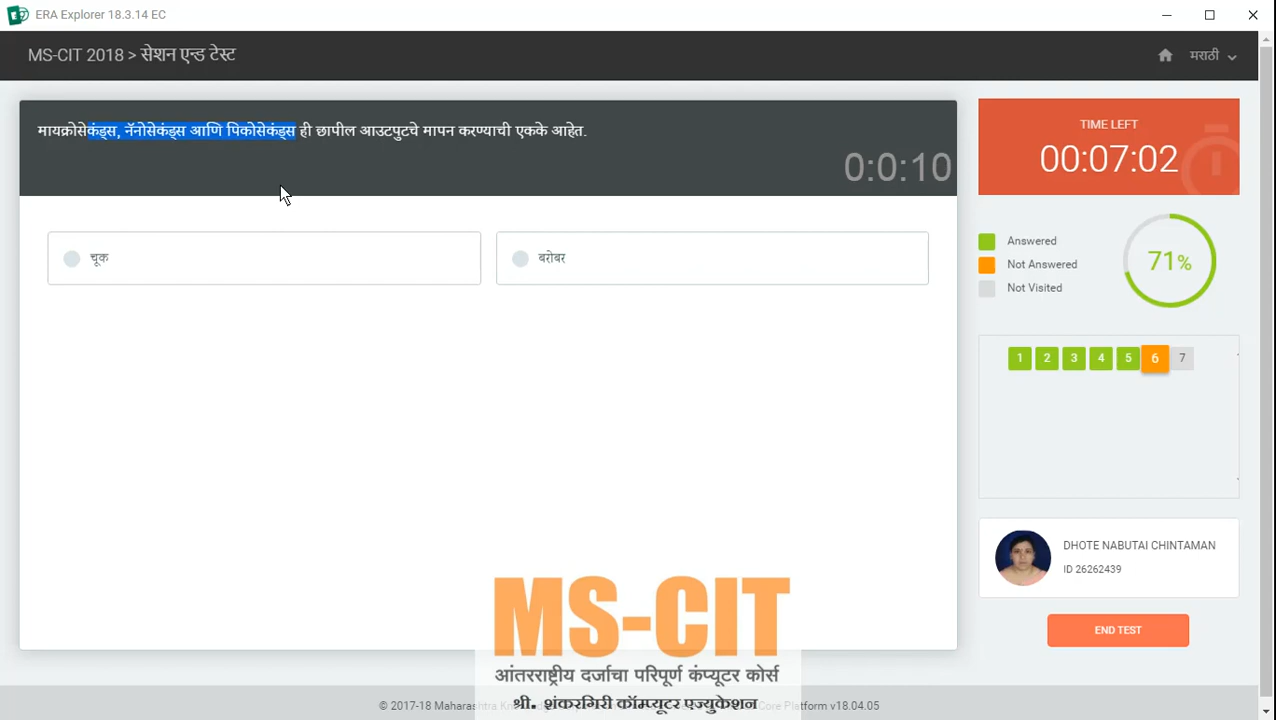 ERA Explorer 18.3.14 EC
MS-CIT 2018 > सेशन एन्ड टेस्ट
मराठी
मायक्रोसेकंड्स, नॅनोसेकंड्स आणि पिकोसेकंड्स ही छापील आउटपुटचे मापन करण्याची एकके आहेत.
0:0:10
चूक
बरोबर
TIME LEFT
00:07:02
Answered
Not Answered
Not Visited
71%
1 2 3 4 5 6 7
DHOTE NABUTAI CHINTAMAN
ID 26262439
END TEST
MS-CIT
आंतरराष्ट्रीय दर्जाचा परिपूर्ण कंप्यूटर कोर्स
श्री. शंकरगिरी कॉम्प्यूटर एज्युकेशन
© 2017-18 Mahara Core Platform v18.04.05